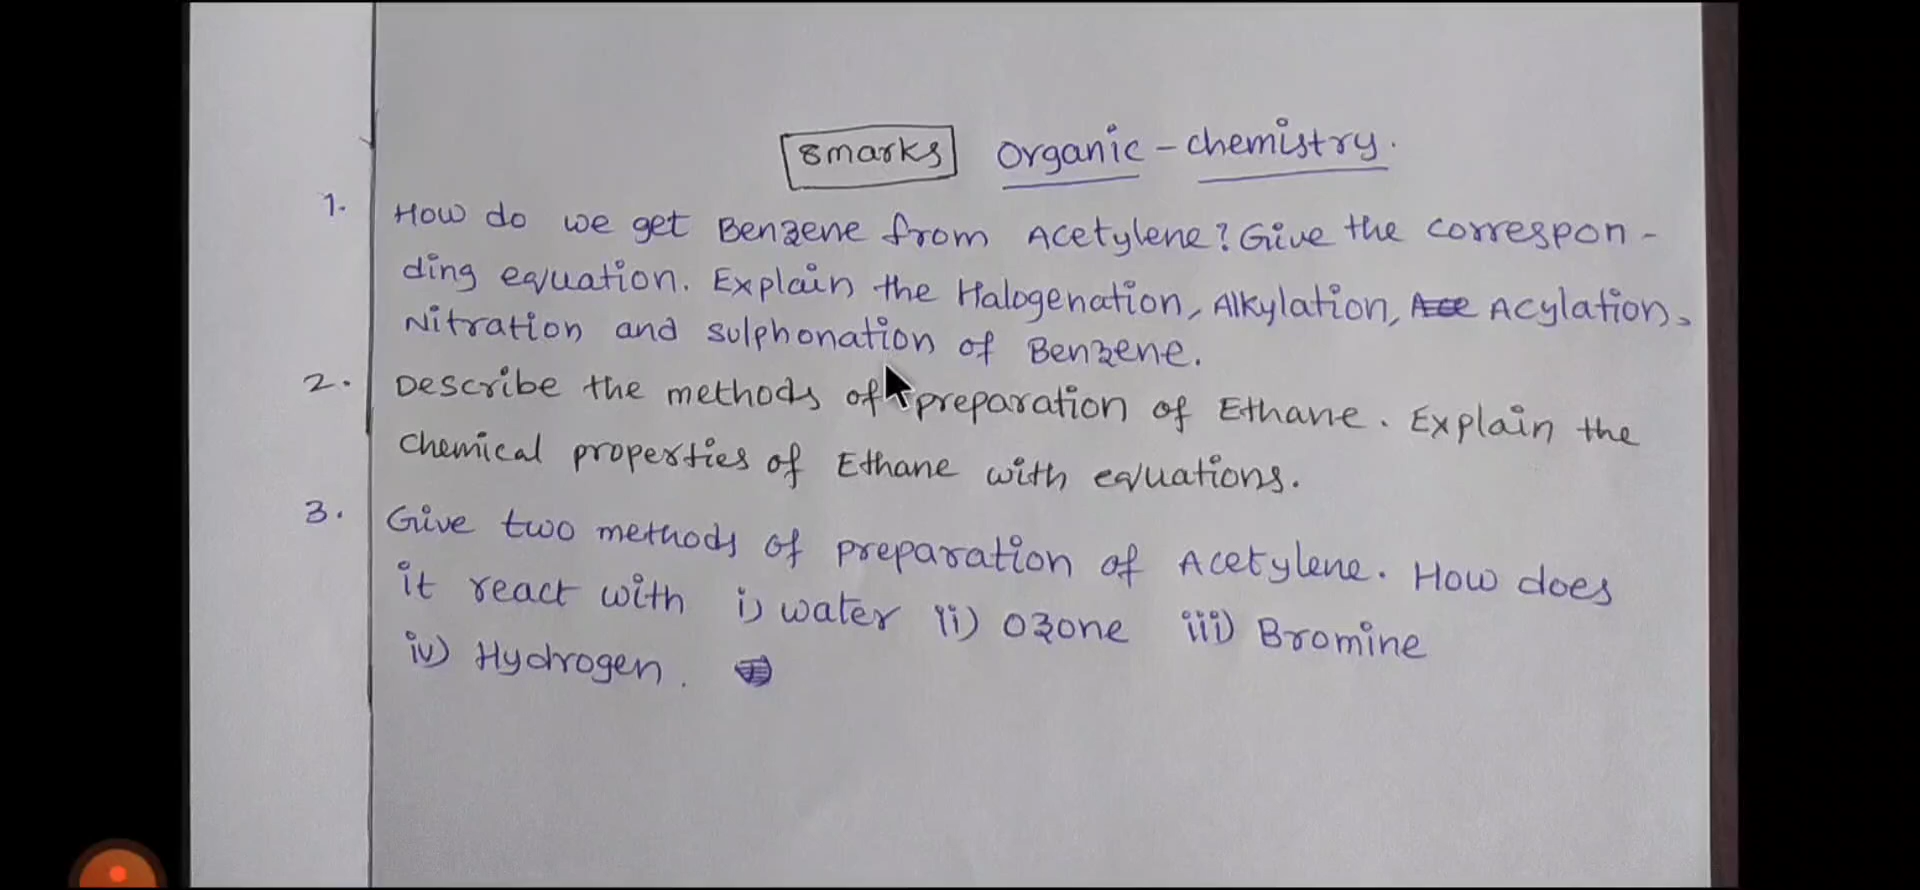 8marks Organic - chemistry.
1. How do we get Benzene from Acetylene? Give the correspon -
ding equation. Explain the Halogenation, Alkylation, Ace Acylation,
Nitration and sulphonation of Benzene.
2. Describe the methods of preparation of Ethane. Explain the
chemical properties of Ethane with equations.
3. Give two methods of preparation of Acetylene. How does
it react with i) water ii) Ozone iii) Bromine
iv) Hydrogen.